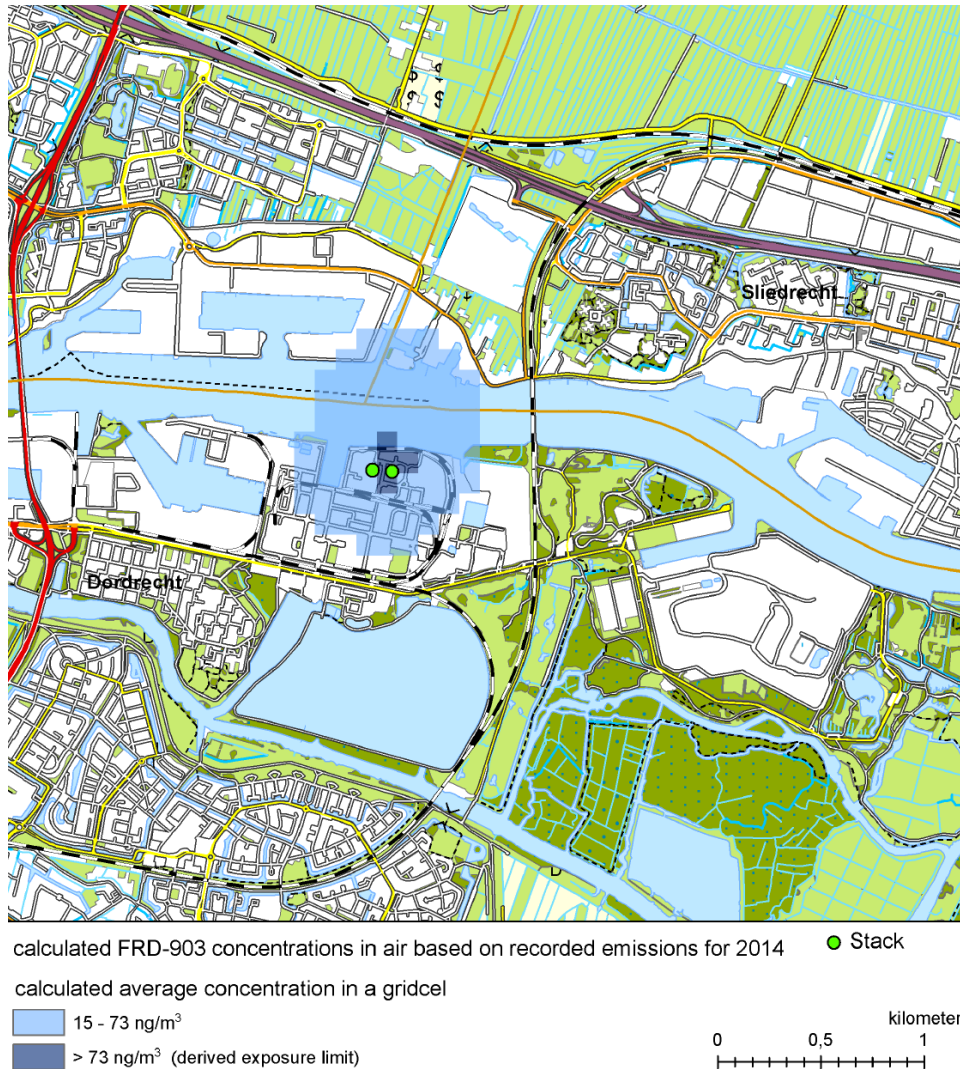 Sliedrecht
Dordrecht
D
calculated FRD-903 concentrations in air based on recorded emissions for 2014
Stack
calculated average concentration in a gridcel
15 - 73 ng/m³
> 73 ng/m³ (derived exposure limit)
kilometer
0 0,5 1